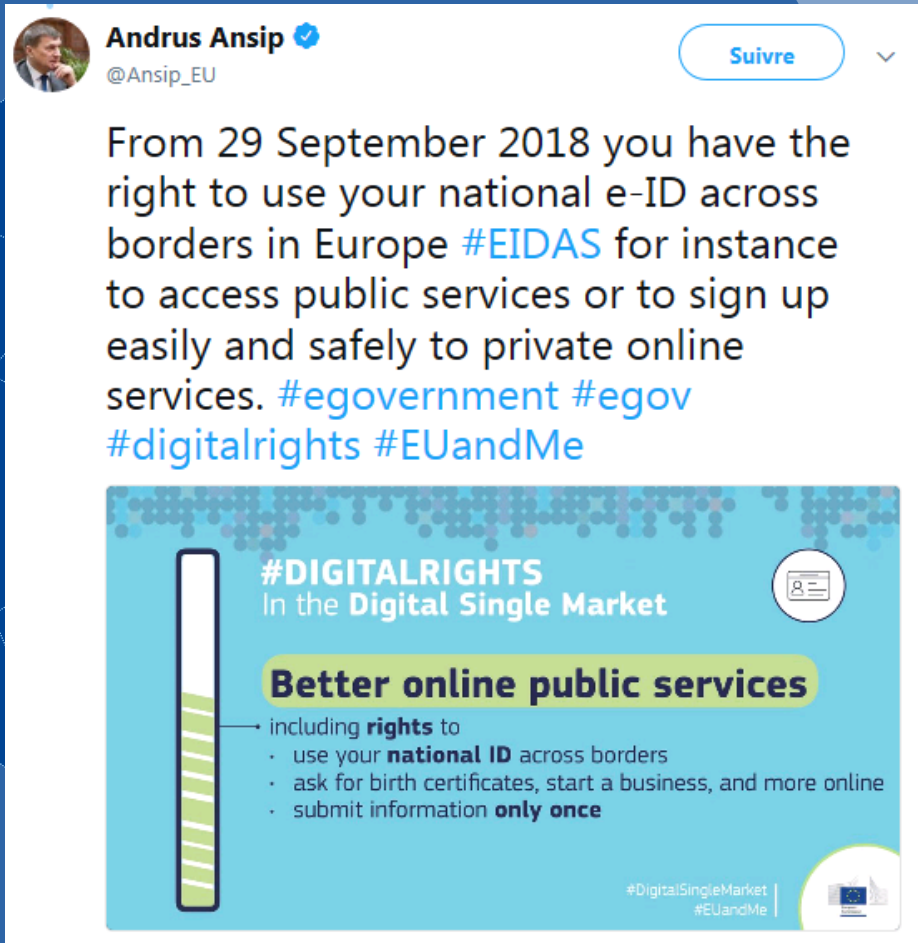 Andrus Ansip
@Ansip_EU
Suivre
From 29 September 2018 you have the
right to use your national e-ID across
borders in Europe #EIDAS for instance
to access public services or to sign up
easily and safely to private online
services. #egovernment #egov
#digitalrights #EUandMe
#DIGITALRIGHTS
In the Digital Single Market
Better online public services
including rights to
· use your national ID across borders
· ask for birth certificates, start a business, and more online
· submit information only once
#DigitalSingleMarket
#EUandMe
European
Commission